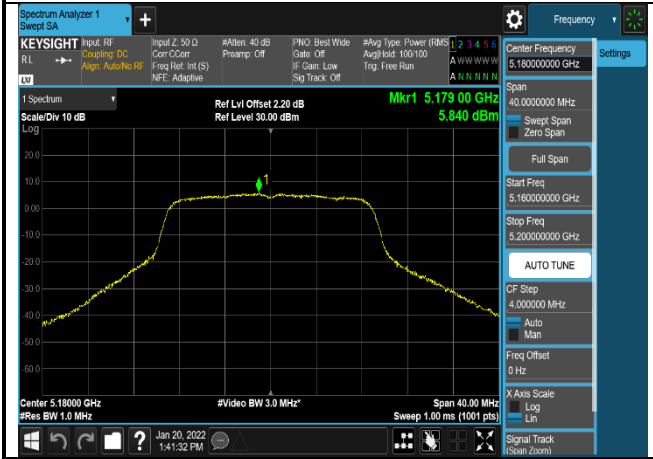 Spectrum Analyzer 1
Swept SA
+
Frequency
KEYSIGHT
RL
LXI
Input: RF
Coupling: DC
Align: Auto/No RF
Input Z: 50 Ω
Corr CCorr
Freq Ref: Int (S)
NFE: Adaptive
#Atten: 40 dB
Preamp: Off
PNO: Best Wide
Gate: Off
IF Gain: Low
Sig Track: Off
#Avg Type: Power (RMS
Avg|Hold: 100/100
Trig: Free Run
1 2 3 4 5 6
A W W W W W
A N N N N N
1 Spectrum
Scale/Div 10 dB
Ref Lvl Offset 2.20 dB
Ref Level 30.00 dBm
Mkr1 5.179 00 GHz
5.840 dBm
Log
20.0
10.0
0.00
-10.0
-20.0
-30.0
-40.0
-50.0
-60.0
1
Center 5.18000 GHz
#Res BW 1.0 MHz
#Video BW 3.0 MHz*
Span 40.00 MHz
Sweep 1.00 ms (1001 pts)
Center Frequency
5.180000000 GHz
Settings
Span
40.0000000 MHz
Swept Span
Zero Span
Full Span
Start Freq
5.160000000 GHz
Stop Freq
5.200000000 GHz
AUTO TUNE
CF Step
4.000000 MHz
Auto
Man
Freq Offset
0 Hz
X Axis Scale
Log
Lin
Signal Track
(Span Zoom)
?
Jan 20, 2022
1:41:32 PM